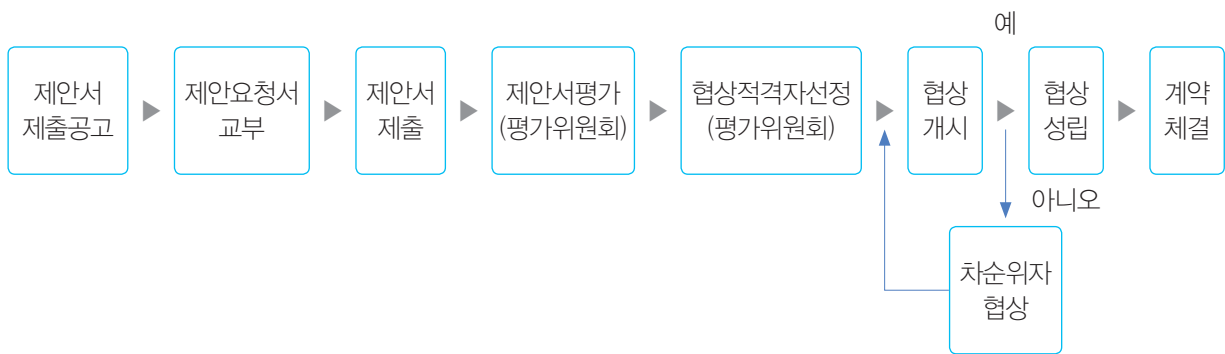 예
제안서
제출공고
제안요청서
교부
제안서
제출
제안서평가
(평가위원회)
협상적격자선정
(평가위원회)
협상
개시
협상
성립
계약
체결
아니오
차순위자
협상